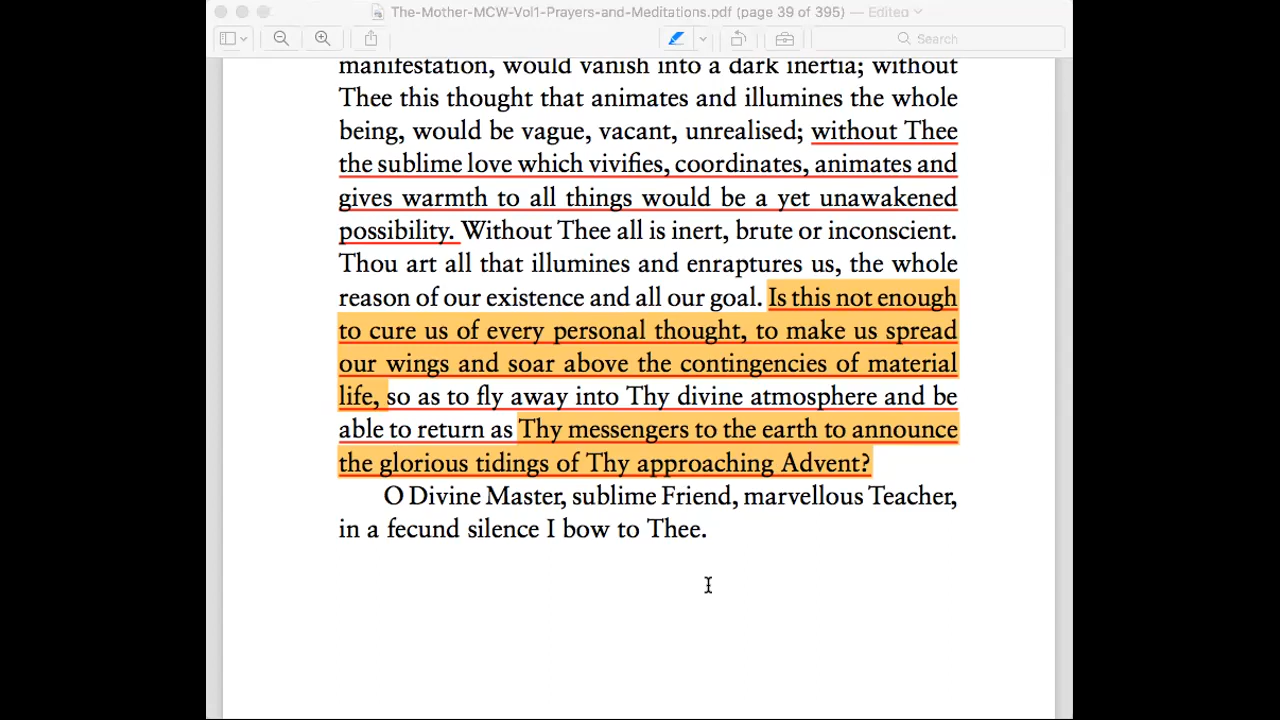 The-Mother-MCW-Vol1-Prayers-and-Meditations.pdf (page 39 of 395) — Edited
Search
manifestation, would vanish into a dark inertia; without
Thee this thought that animates and illumines the whole
being, would be vague, vacant, unrealised; without Thee
the sublime love which vivifies, coordinates, animates and
gives warmth to all things would be a yet unawakened
possibility. Without Thee all is inert, brute or inconscient.
Thou art all that illumines and enraptures us, the whole
reason of our existence and all our goal. Is this not enough
to cure us of every personal thought, to make us spread
our wings and soar above the contingencies of material
life, so as to fly away into Thy divine atmosphere and be
able to return as Thy messengers to the earth to announce
the glorious tidings of Thy approaching Advent?
O Divine Master, sublime Friend, marvellous Teacher,
in a fecund silence I bow to Thee.